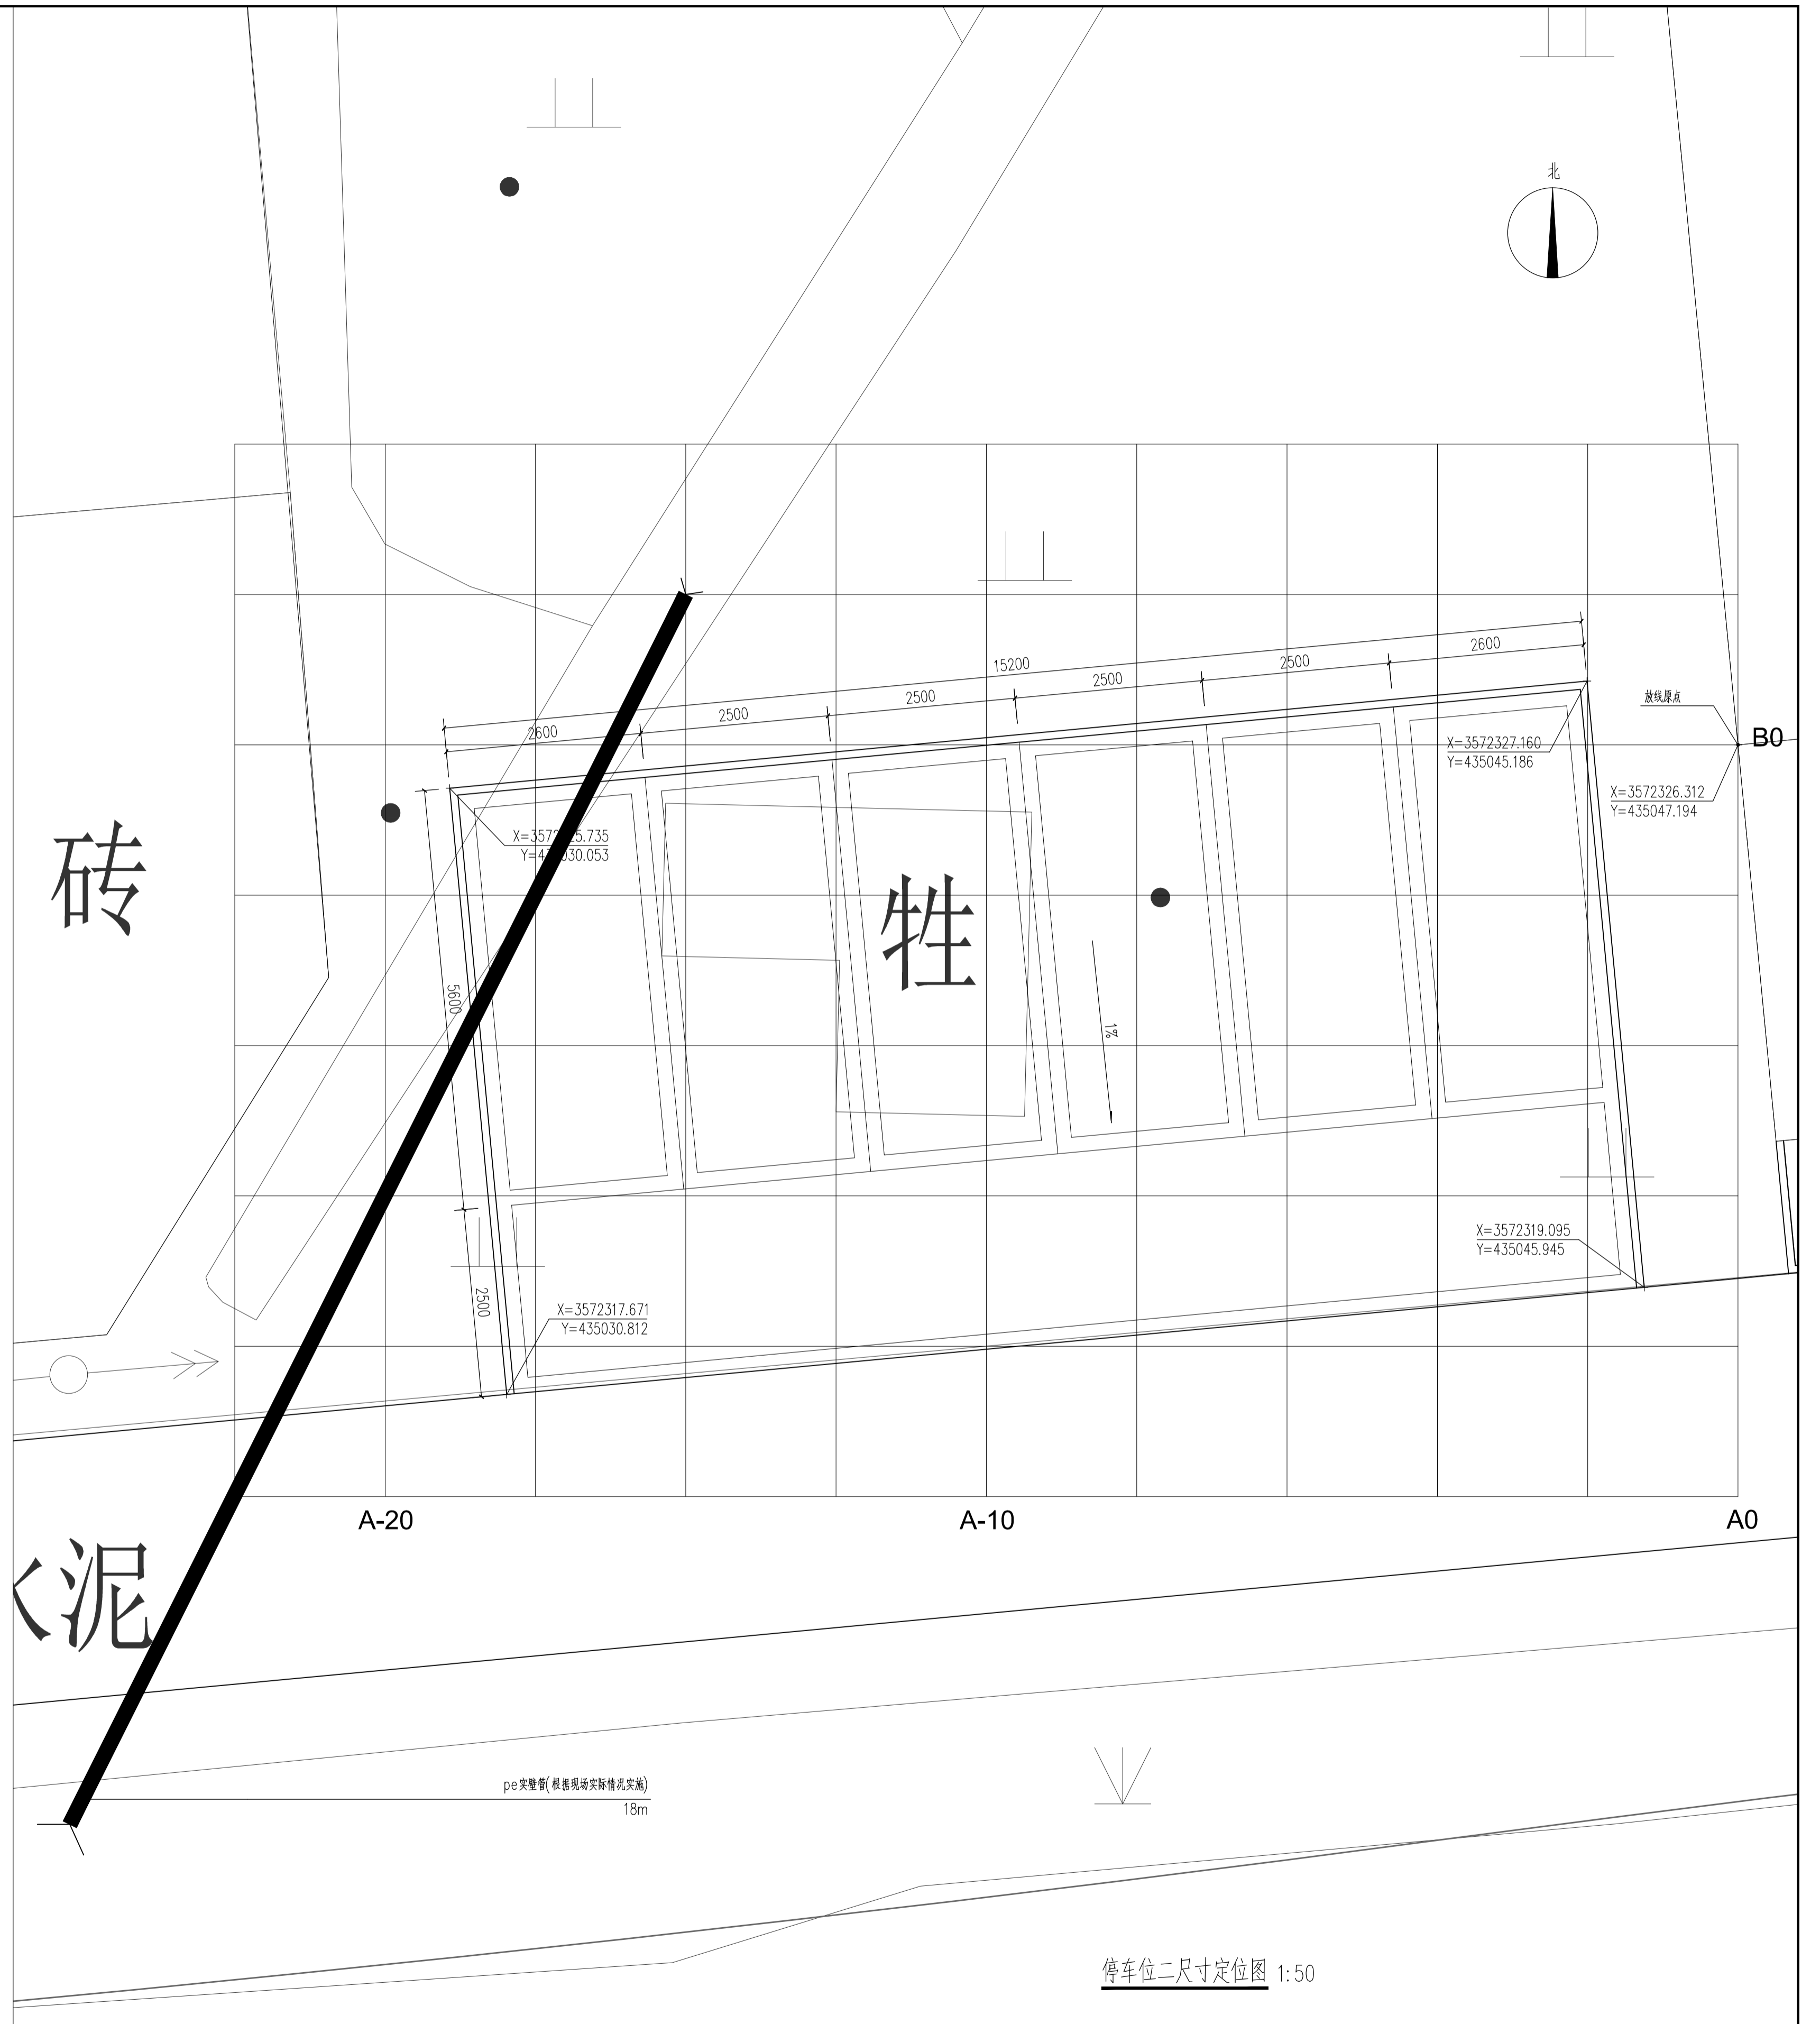 北
15200
2600
2500
2500
2500
2500
2600
放线原点
B0
X=3572327.160
Y=435045.186
X=3572326.312
Y=435047.194
砖
牲
5600
1%
X=3572319.095
Y=435045.945
2500
X=3572317.671
Y=435030.812
A-20
A-10
A0
泥
pe实壁管(根据现场实际情况实施)
18m
停车位二尺寸定位图 1:50